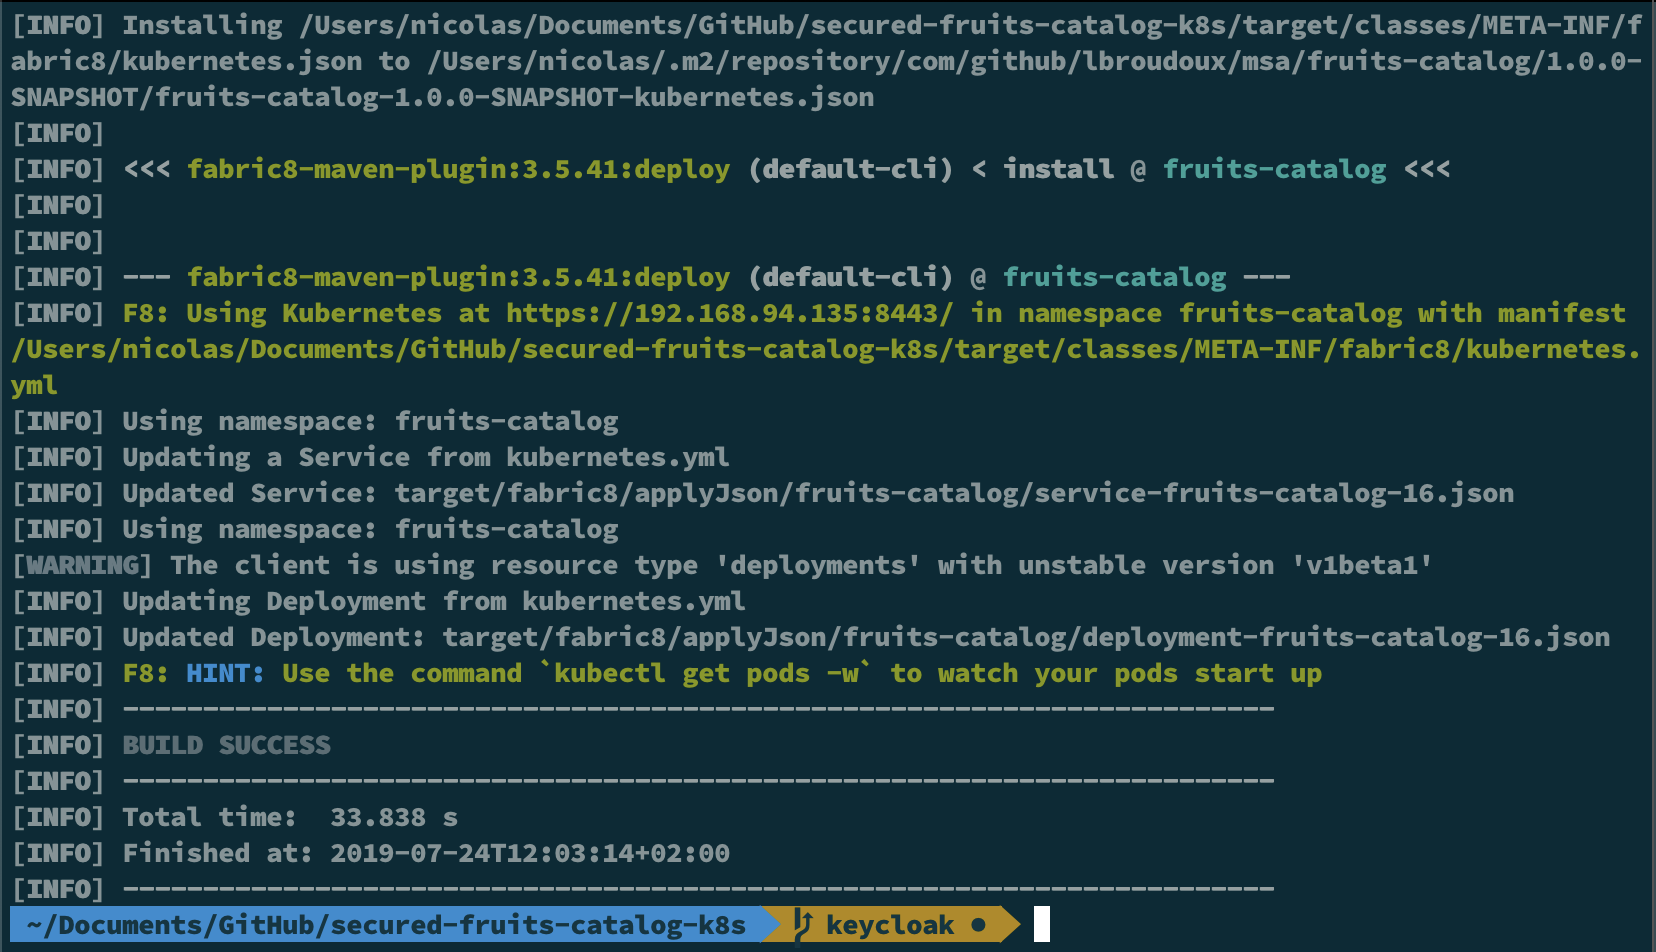 [INFO] Installing /Users/nicolas/Documents/GitHub/secured-fruits-catalog-k8s/target/classes/META-INF/f
abric8/kubernetes.json to /Users/nicolas/.m2/repository/com/github/lbroudoux/msa/fruits-catalog/1.0.0-
SNAPSHOT/fruits-catalog-1.0.0-SNAPSHOT-kubernetes.json
[INFO]
[INFO] <<< fabric8-maven-plugin:3.5.41:deploy (default-cli) < install @ fruits-catalog <<<
[INFO]
[INFO]
[INFO] --- fabric8-maven-plugin:3.5.41:deploy (default-cli) @ fruits-catalog ---
[INFO] F8: Using Kubernetes at https://192.168.94.135:8443/ in namespace fruits-catalog with manifest
/Users/nicolas/Documents/GitHub/secured-fruits-catalog-k8s/target/classes/META-INF/fabric8/kubernetes.
yml
[INFO] Using namespace: fruits-catalog
[INFO] Updating a Service from kubernetes.yml
[INFO] Updated Service: target/fabric8/applyJson/fruits-catalog/service-fruits-catalog-16.json
[INFO] Using namespace: fruits-catalog
[WARNING] The client is using resource type 'deployments' with unstable version 'v1beta1'
[INFO] Updating Deployment from kubernetes.yml
[INFO] Updated Deployment: target/fabric8/applyJson/fruits-catalog/deployment-fruits-catalog-16.json
[INFO] F8: HINT: Use the command `kubectl get pods -w` to watch your pods start up
[INFO] ------------------------------------------------------------------------
[INFO] BUILD SUCCESS
[INFO] ------------------------------------------------------------------------
[INFO] Total time:  33.838 s
[INFO] Finished at: 2019-07-24T12:03:14+02:00
[INFO] ------------------------------------------------------------------------
~/Documents/GitHub/secured-fruits-catalog-k8s keycloak ●